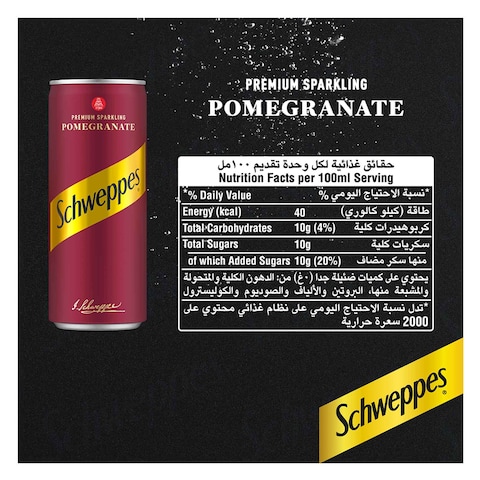 PREMIUM SPARKLING
POMEGRANATE
PREMIUM SPARKLING
POMEGRANATE
Schweppes
J. Schweppe
حقائق غذائية لكل وحدة تقديم ١٠٠مل
Nutrition Facts per 100ml Serving
*% Daily Value *نسبة الاحتياج اليومي %
Energy (kcal) 40 طاقة (كيلو كالوري)
Total Carbohydrates 10g (4%) كربوهيدرات كلية
Total Sugars 10g سكريات كلية
of which Added Sugars 10g (20%) منها سكر مضاف
يحتوي على كميات ضئيلة جدا (٠غ) من: الدهون الكلية والمتحولة
والمشبعة منها، البروتين والألياف والصوديوم والكوليسترول
*تدل نسبة الاحتياج اليومي على نظام غذائي محتوي على
2000 سعرة حرارية
Schweppes®